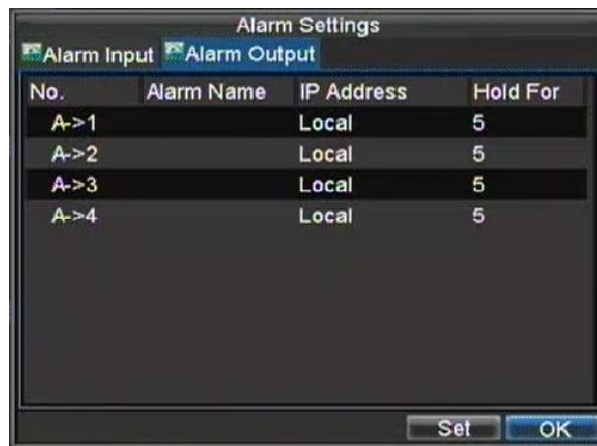 Alarm Settings
Alarm Input Alarm Output
No. Alarm Name IP Address Hold For
A->1 Local 5
A->2 Local 5
A->3 Local 5
A->4 Local 5
Set OK